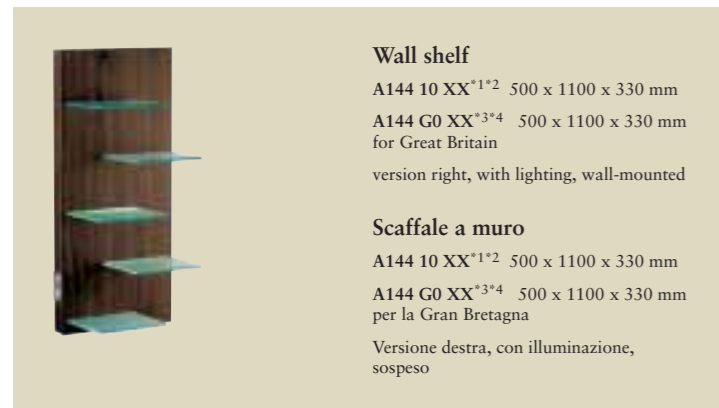 Wall shelf
A144 10 XX*1*2 500 x 1100 x 330 mm
A144 G0 XX*3*4 500 x 1100 x 330 mm
for Great Britain
version right, with lighting, wall-mounted
Scaffale a muro
A144 10 XX*1*2 500 x 1100 x 330 mm
A144 G0 XX*3*4 500 x 1100 x 330 mm
per la Gran Bretagna
Versione destra, con illuminazione,
sospeso